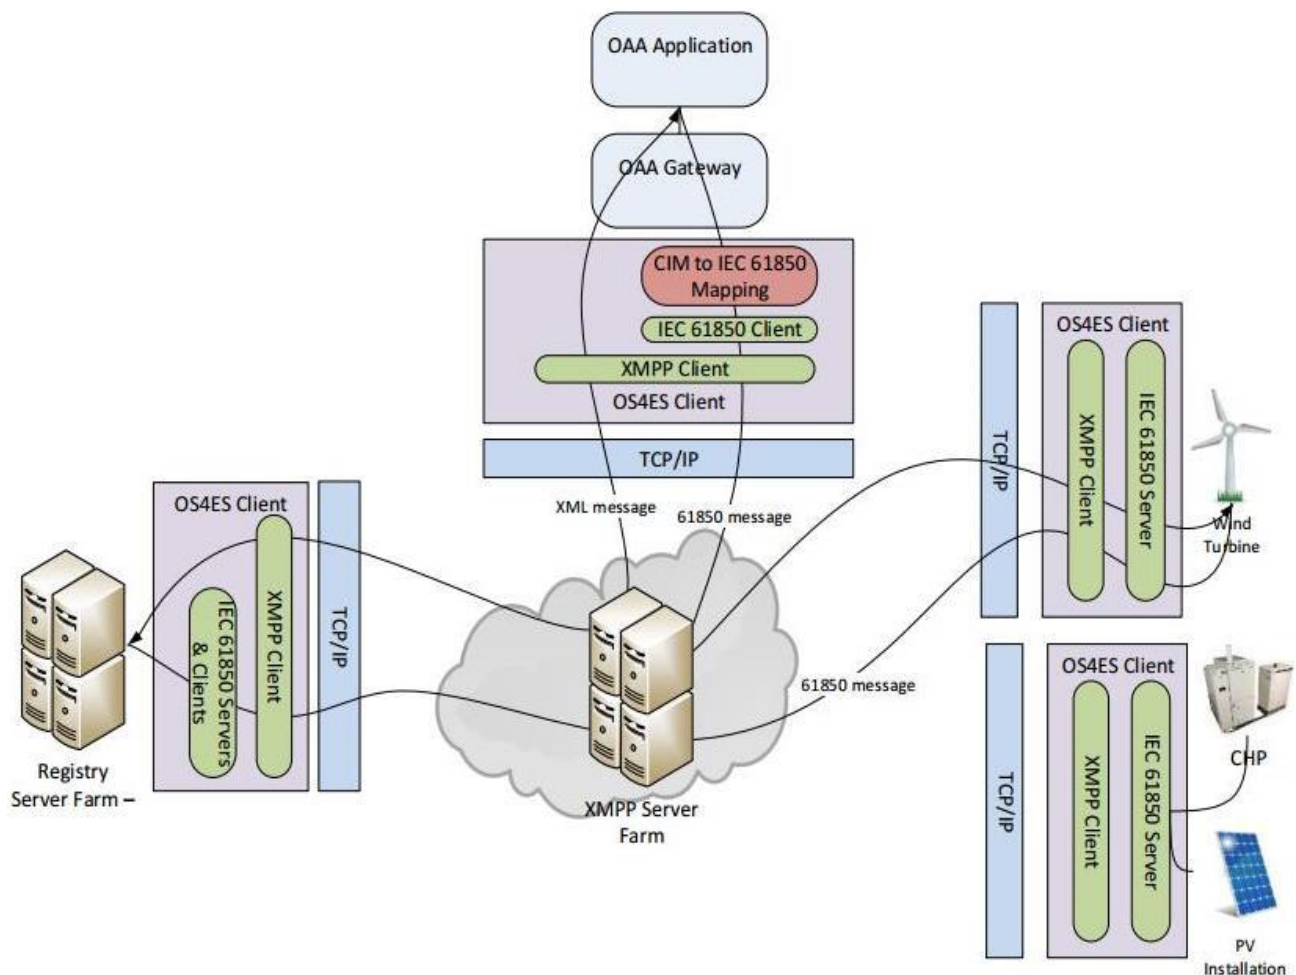 OAA Application
OAA Gateway
CIM to IEC 61850
Mapping
IEC 61850 Client
XMPP Client
OS4ES Client
TCP/IP
XML message
61850 message
OS4ES Client
XMPP Client
IEC 61850 Servers
& Clients
TCP/IP
Registry
Server Farm –
XMPP Server
Farm
61850 message
TCP/IP
OS4ES Client
XMPP Client
IEC 61850 Server
Wind
Turbine
TCP/IP
OS4ES Client
XMPP Client
IEC 61850 Server
CHP
PV
Installation